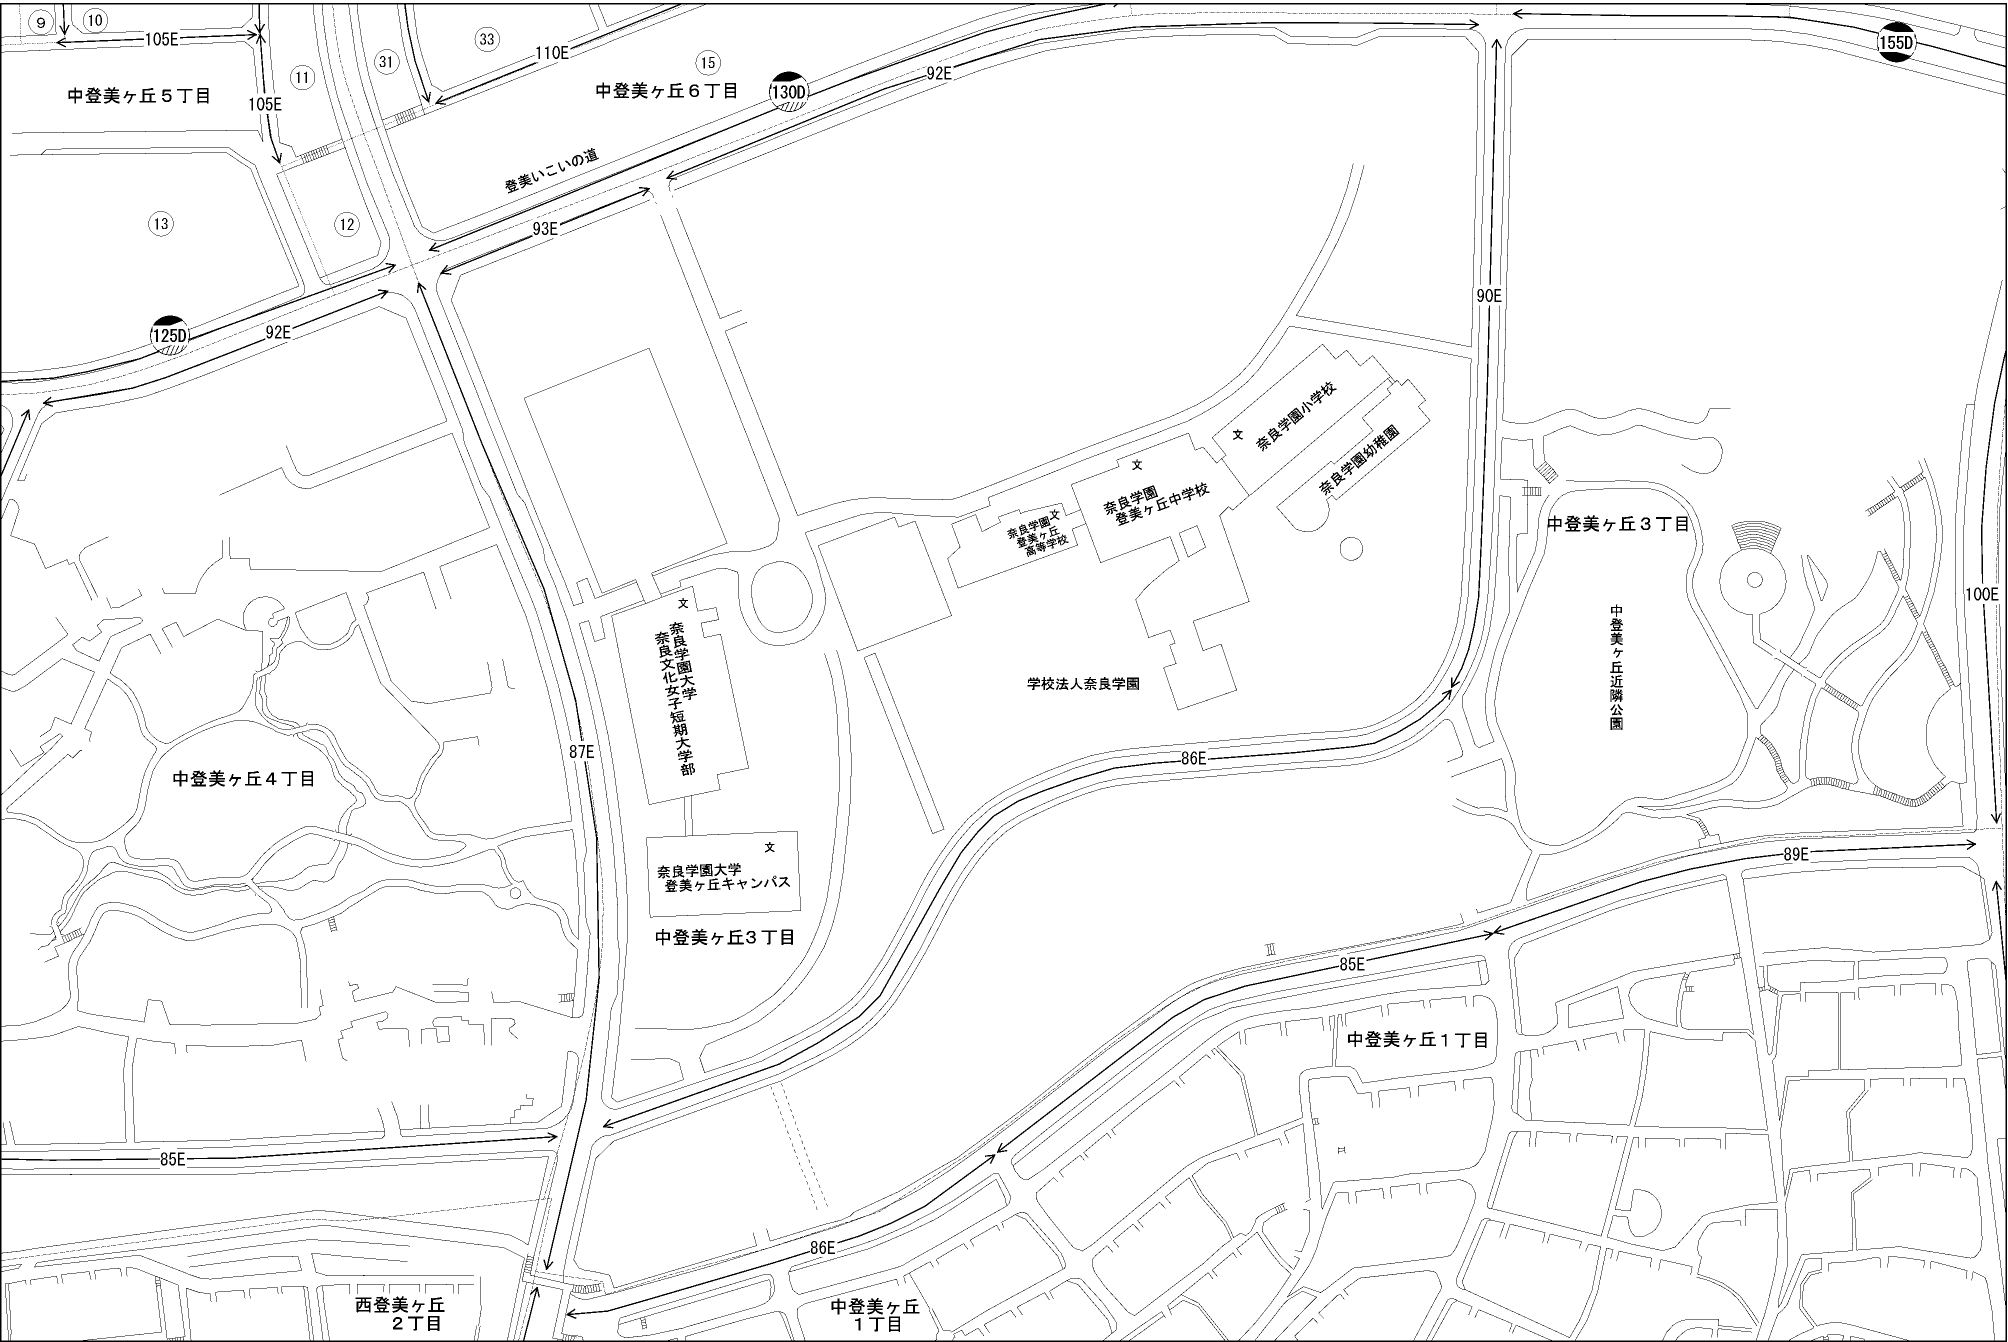 9
10
105E
11
31
33
110E
15
155D
92E
中登美ヶ丘5丁目
105E
中登美ヶ丘6丁目
130D
登美いこいの道
13
12
93E
90E
125D
92E
文
奈良学園小学校
奈良学園幼稚園
文
奈良学園
登美ヶ丘中学校
文
奈良学園
登美ヶ丘
高等学校
中登美ヶ丘3丁目
100E
中登美ヶ丘近隣公園
文
奈良学園大学
奈良文化女子短期大学部
学校法人奈良学園
87E
86E
中登美ヶ丘4丁目
文
奈良学園大学
登美ヶ丘キャンパス
89E
中登美ヶ丘3丁目
85E
中登美ヶ丘1丁目
85E
86E
西登美ヶ丘
2丁目
中登美ヶ丘
1丁目